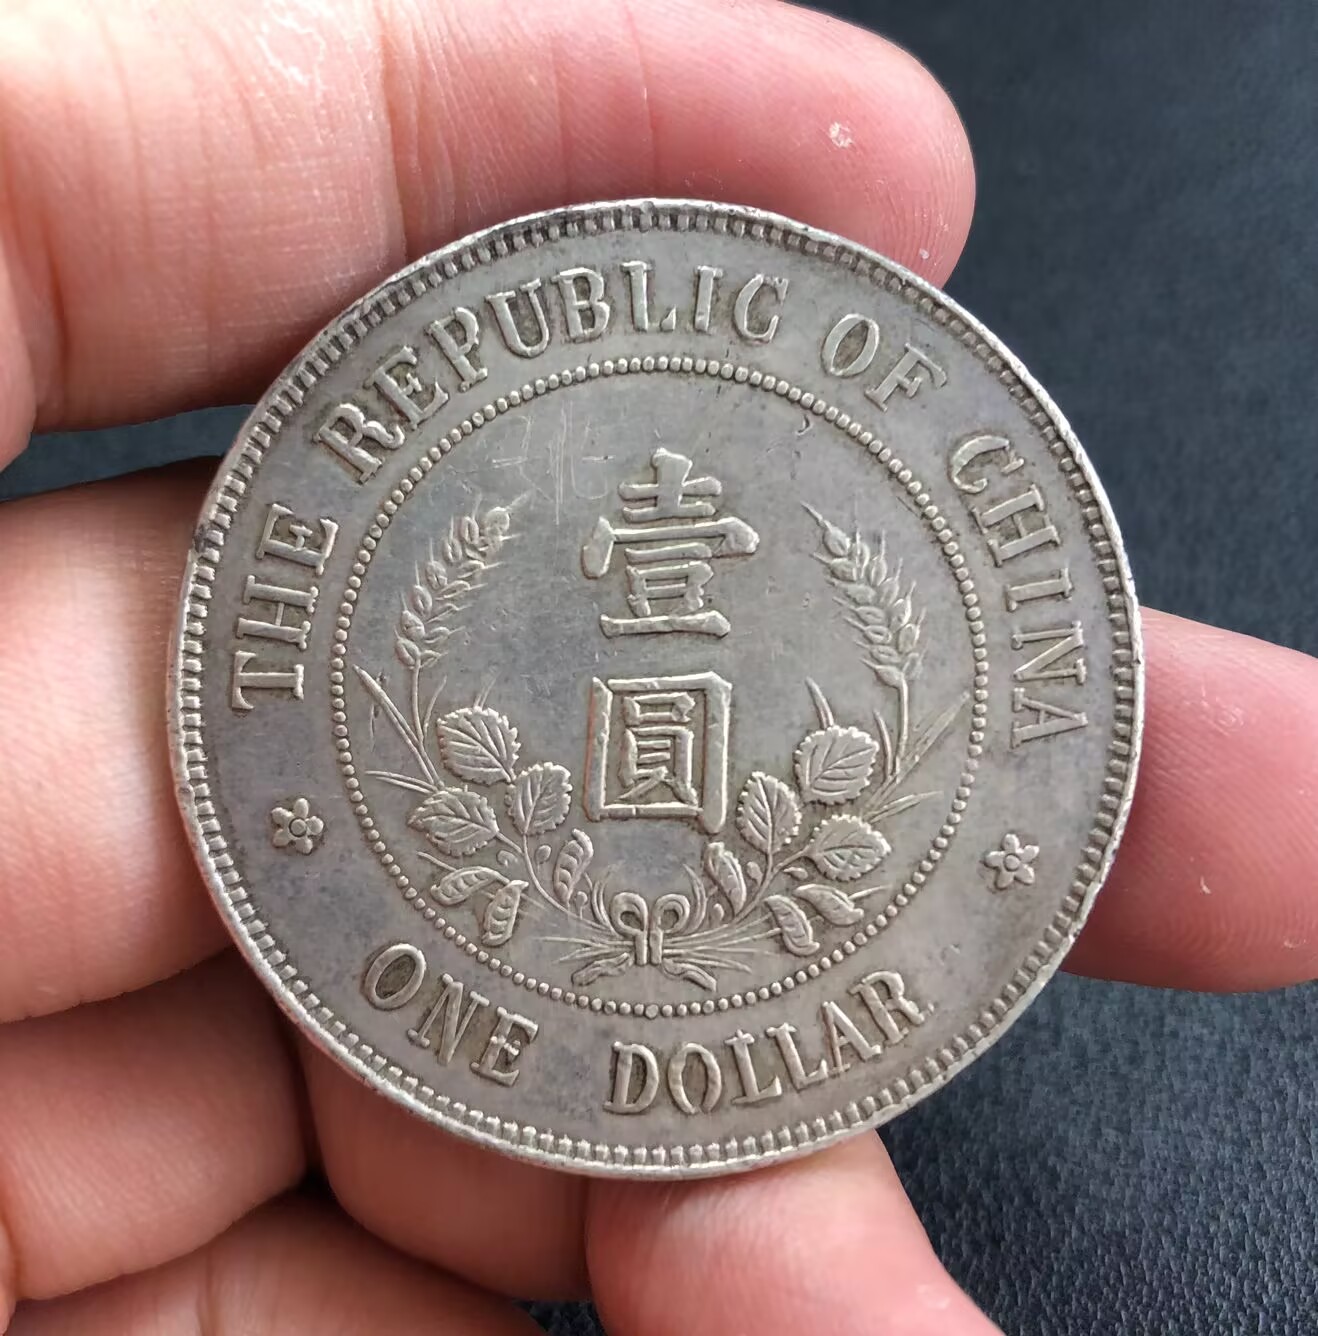 THE REPUBLIC OF CHINA
壹
圓
ONE DOLLAR